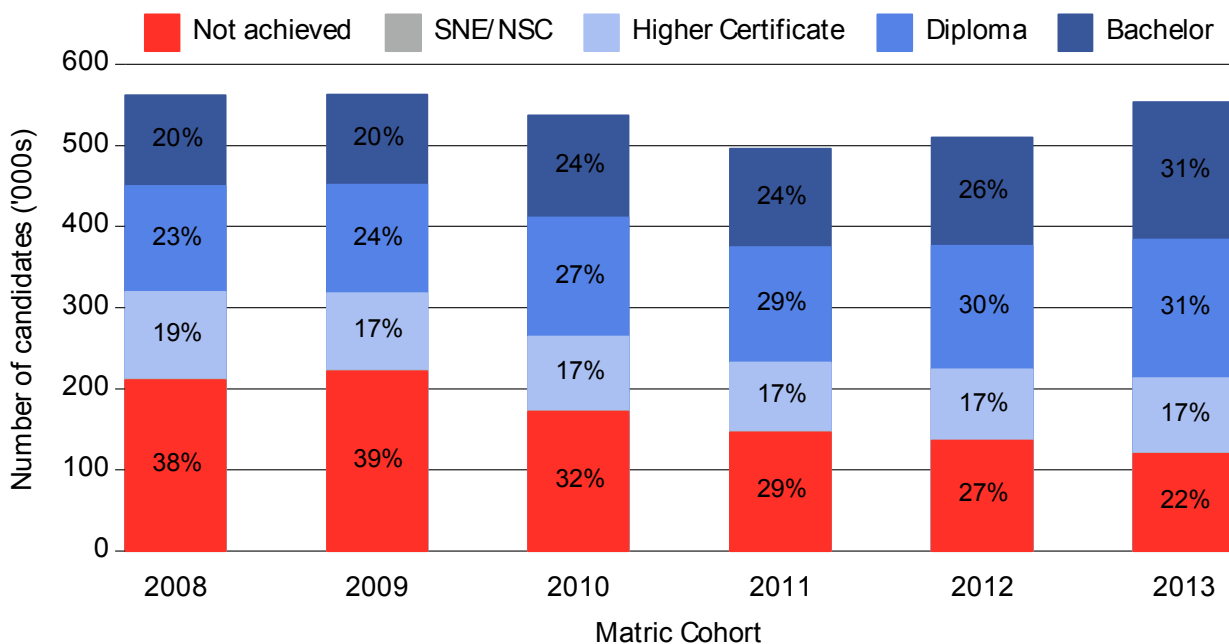 Not achieved SNE/ NSC Higher Certificate Diploma Bachelor
Number of candidates ('000s)
600
500
400
300
200
100
0
20% 20% 24% 24% 26% 31%
23% 24% 27% 29% 30% 31%
19% 17% 17% 17% 17% 17%
38% 39% 32% 29% 27% 22%
2008 2009 2010 2011 2012 2013
Matric Cohort